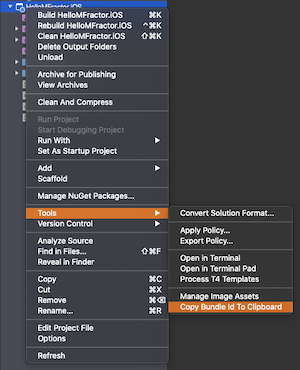 HelloMFractor.iOS
Build HelloMFractor.iOS ⌘K
Rebuild HelloMFractor.iOS ^⌘K
Clean HelloMFractor.iOS ⇧⌘K
Delete Output Folders
Unload
Archive for Publishing
View Archives
Clean And Compress
Run Project
Start Debugging Project
Run With
Set As Startup Project
Add
Scaffold
Manage NuGet Packages...
Tools
Version Control
Analyze Source
Find in Files... ⇧⌘F
Reveal in Finder
Copy ⌘C
Cut ⌘X
Remove ⌘⌫
Rename... ⌘R
Edit Project File
Options
Refresh
Convert Solution Format...
Apply Policy...
Export Policy...
Open in Terminal
Open in Terminal Pad
Process T4 Templates
Manage Image Assets
Copy Bundle Id To Clipboard